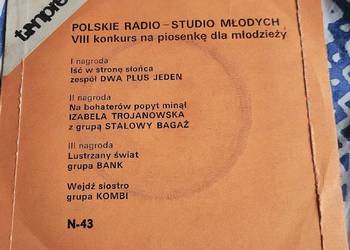 tonpre
POLSKIE RADIO – STUDIO MŁODYCH
VIII konkurs na piosenkę dla młodzieży
I nagroda
Iść w stronę słońca
zespół DWA PLUS JEDEN
II nagroda
Na bohaterów popyt minął
IZABELA TROJANOWSKA
z grupą STALOWY BAGAŻ
III nagroda
Lustrzany świat
grupa BANK
Wejdź siostro
grupa KOMBI
N-43